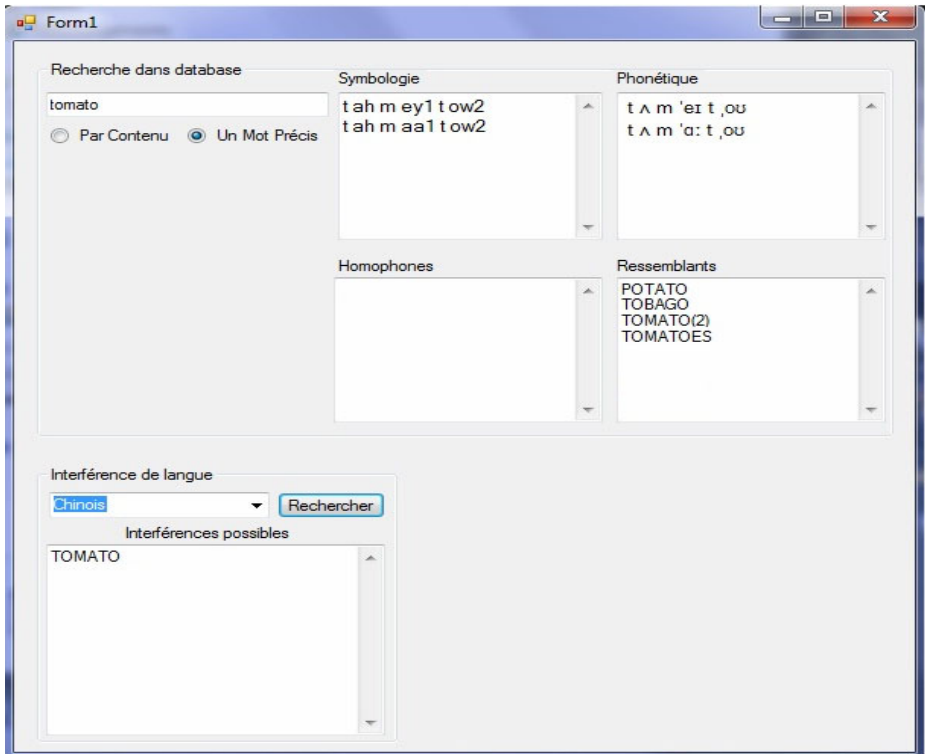 Form1
Recherche dans database
tomato
Par Contenu Un Mot Précis
Symbologie
t ah m ey1 t ow2
t ah m aa1 t ow2
Phonétique
t ʌ m ˈeɪ t ˌoʊ
t ʌ m ˈɑː t ˌoʊ
Homophones
Ressemblants
POTATO
TOBAGO
TOMATO(2)
TOMATOES
Interférence de langue
Chinois Rechercher
Interférences possibles
TOMATO